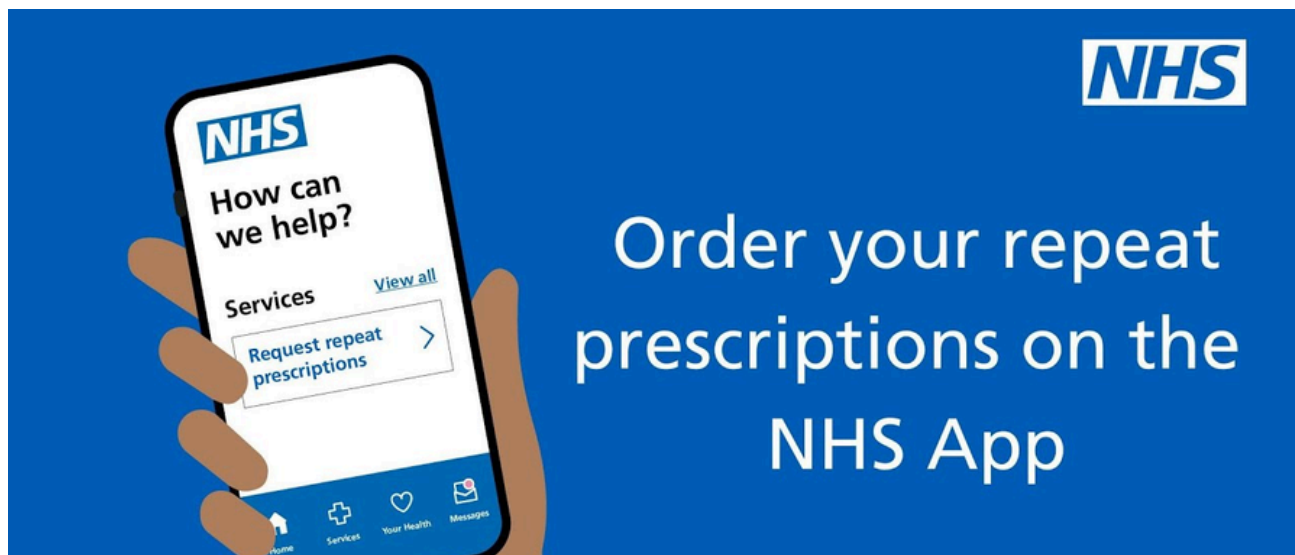 NHS
How can
we help?
Services
View all
Request repeat
prescriptions
Home
Services
Your Health
Messages
NHS
Order your repeat
prescriptions on the
NHS App